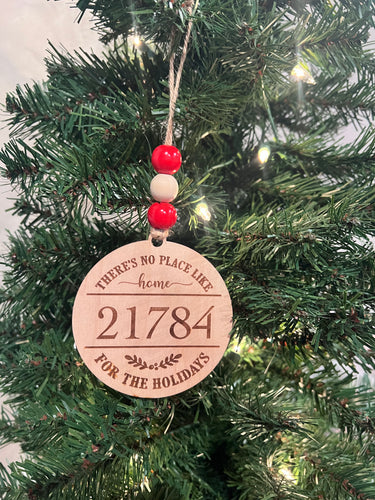 THERE'S NO PLACE LIKE
home
21784
FOR THE HOLIDAYS